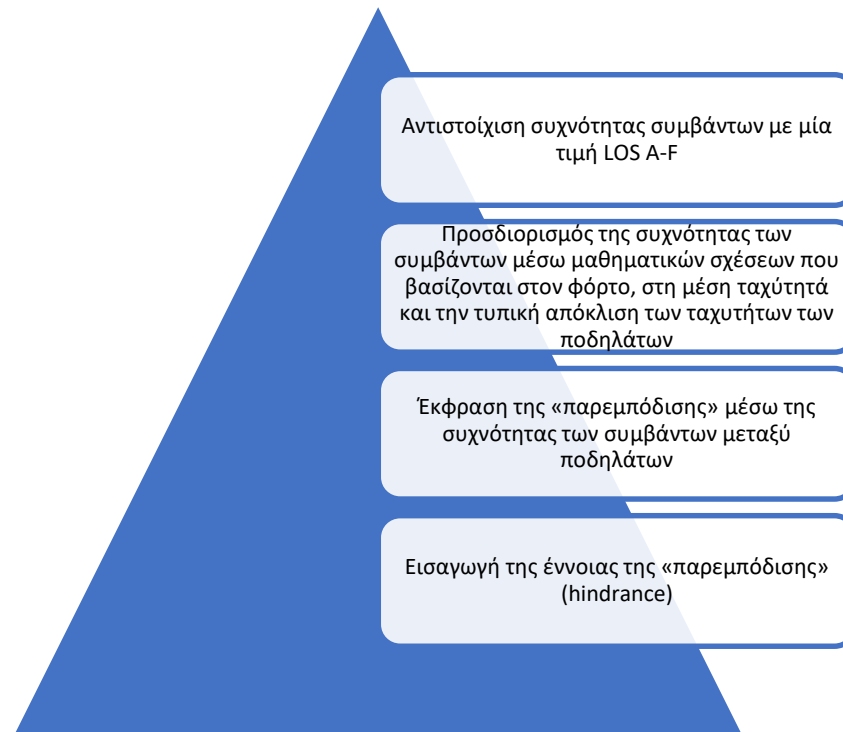 Αντιστοίχιση συχνότητας συμβάντων με μία
τιμή LOS A-F
Προσδιορισμός της συχνότητας των
συμβάντων μέσω μαθηματικών σχέσεων που
βασίζονται στον φόρτο, στη μέση ταχύτητά
και την τυπική απόκλιση των ταχυτήτων των
ποδηλάτων
Έκφραση της «παρεμπόδισης» μέσω της
συχνότητας των συμβάντων μεταξύ
ποδηλάτων
Εισαγωγή της έννοιας της «παρεμπόδισης»
(hindrance)